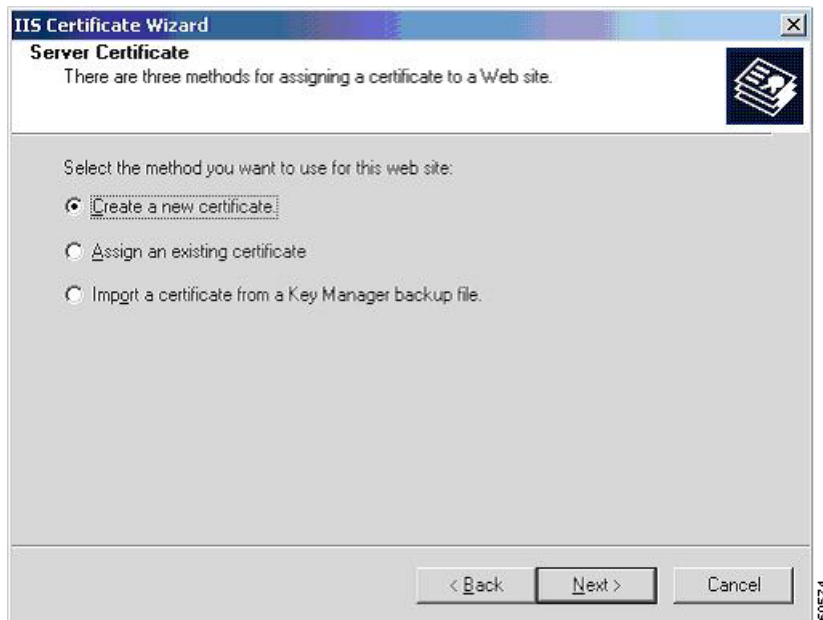 IIS Certificate Wizard
Server Certificate
There are three methods for assigning a certificate to a Web site.
Select the method you want to use for this web site:
Create a new certificate.
Assign an existing certificate
Import a certificate from a Key Manager backup file.
< Back
Next >
Cancel